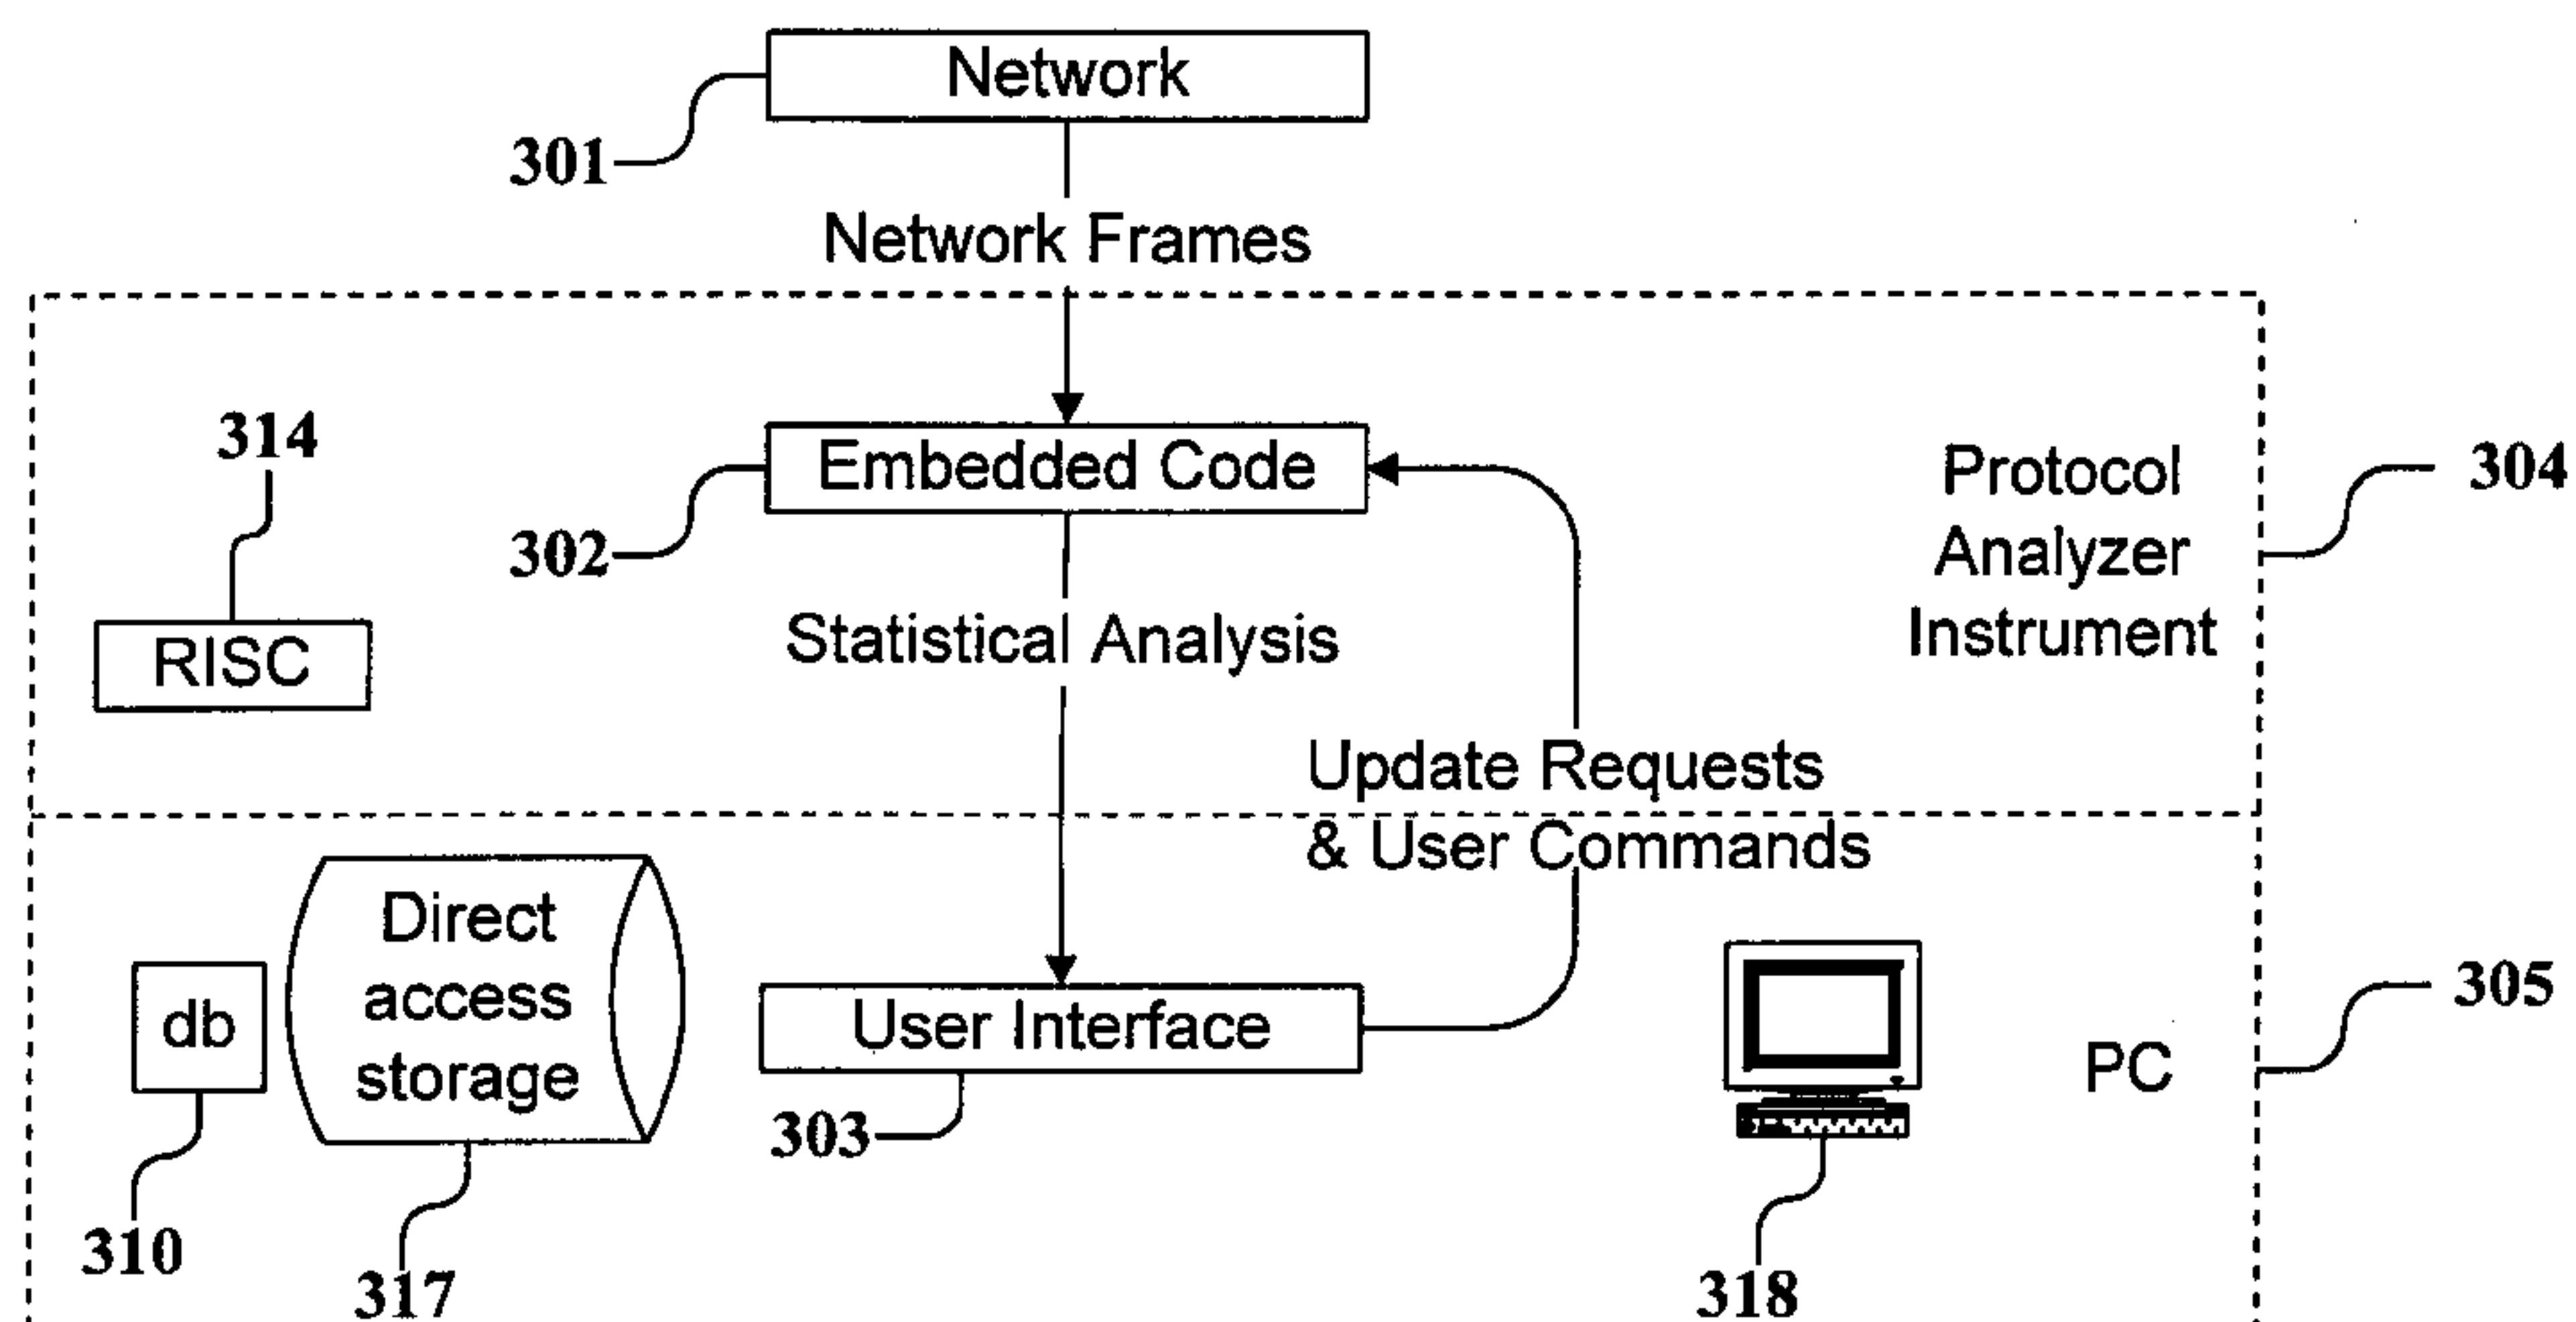 Network
301
Network Frames
314
Embedded Code
302
Protocol
Analyzer
Instrument
304
RISC
Statistical Analysis
Update Requests
& User Commands
Direct
access
storage
db
User Interface
303
PC
305
310
317
318